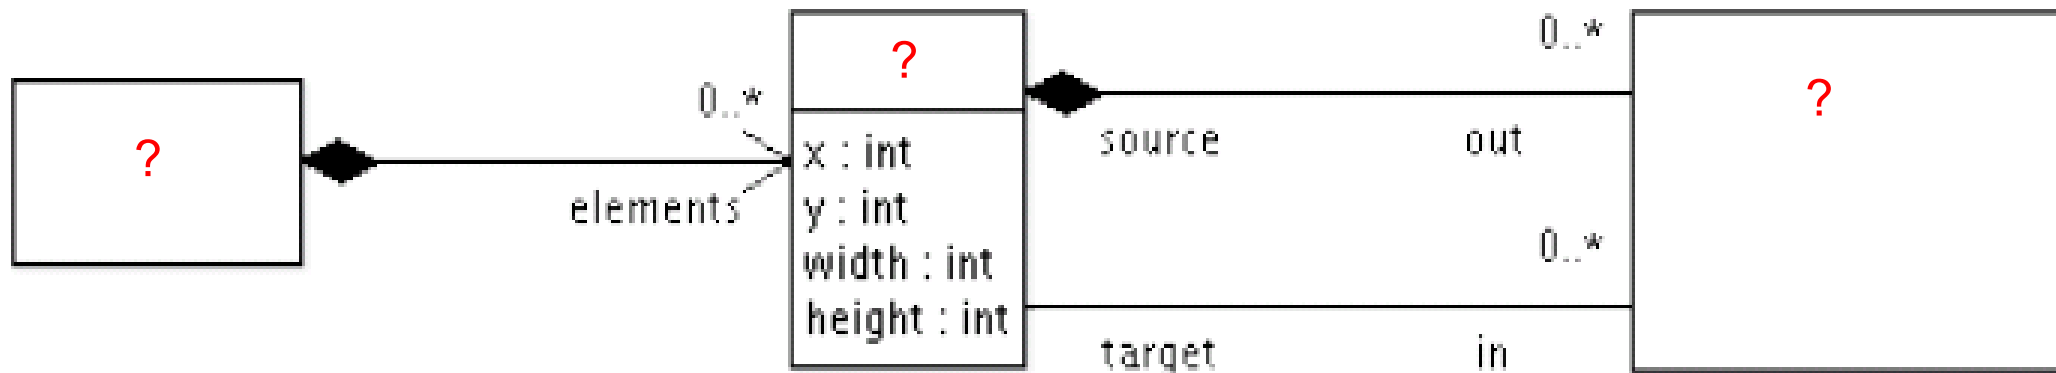 ?
elements
0..*
?
x : int
y : int
width : int
height : int
source
out
0..*
target
in
0..*
?